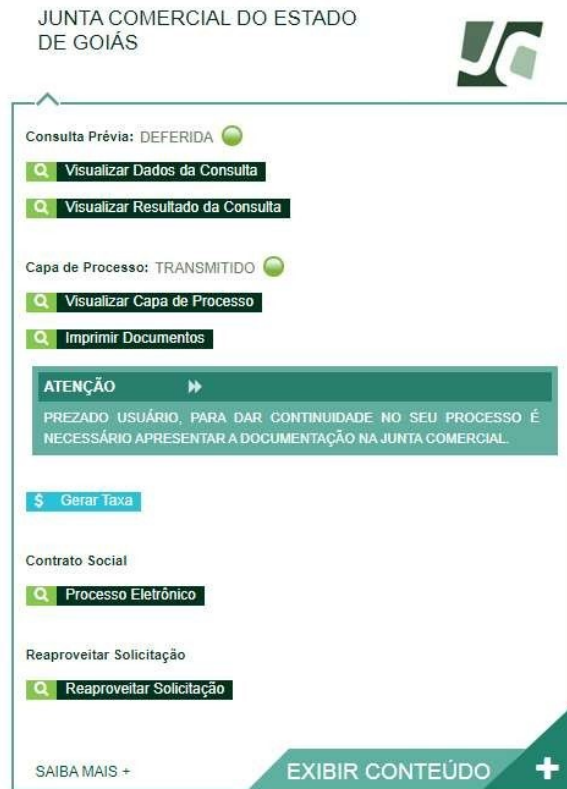 JUNTA COMERCIAL DO ESTADO
DE GOIÁS
Consulta Prévia: DEFERIDA
Visualizar Dados da Consulta
Visualizar Resultado da Consulta
Capa de Processo: TRANSMITIDO
Visualizar Capa de Processo
Imprimir Documentos
ATENÇÃO
PREZADO USUÁRIO, PARA DAR CONTINUIDADE NO SEU PROCESSO É
NECESSÁRIO APRESENTAR A DOCUMENTAÇÃO NA JUNTA COMERCIAL.
$ Gerar Taxa
Contrato Social
Processo Eletrônico
Reaproveitar Solicitação
Reaproveitar Solicitação
SAIBA MAIS +
EXIBIR CONTEÚDO +